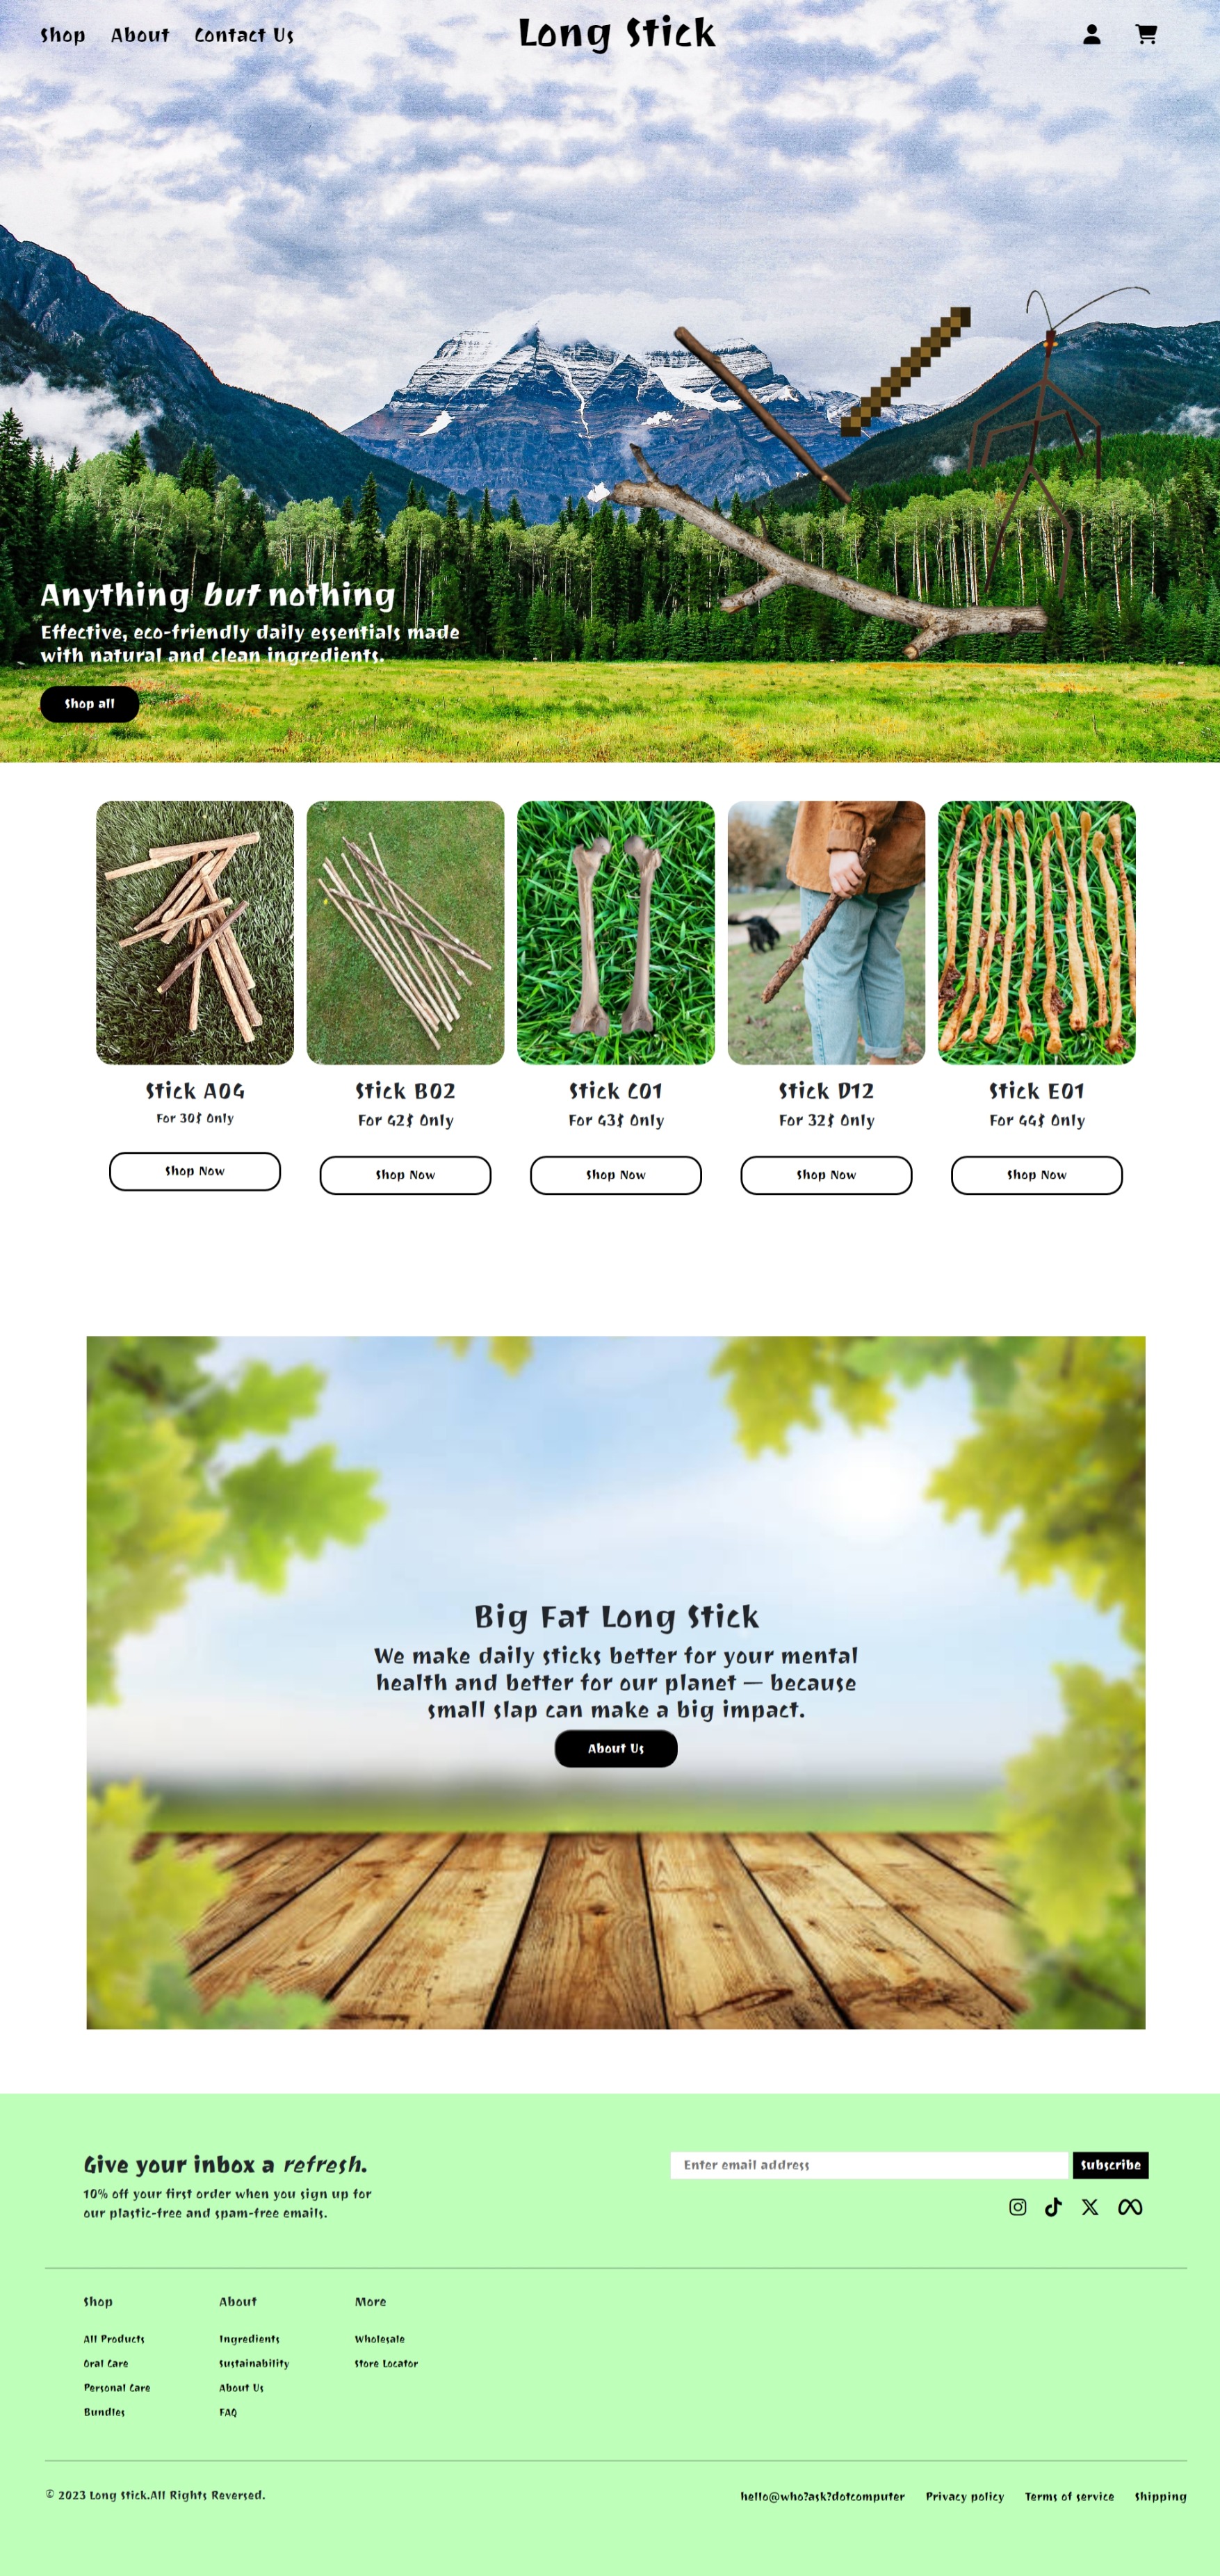 Shop About Contact Us Long Stick
Anything but nothing
Effective, eco-friendly daily essentials made
with natural and clean ingredients.
Shop all
Stick A04 Stick B02 Stick C01 Stick D12 Stick E01
For 30$ Only For 42$ Only For 43$ Only For 32$ Only For 44$ Only
Shop Now Shop Now Shop Now Shop Now Shop Now
Big Fat Long Stick
We make daily sticks better for your mental
health and better for our planet — because
small slap can make a big impact.
About Us
Give your inbox a refresh.
10% off your first order when you sign up for
our plastic-free and spam-free emails.
Enter email address Subscribe
Shop About More
All Products Ingredients Wholesale
Oral Care Sustainability Store Locator
Personal Care About Us
Bundles FAQ
© 2023 Long Stick.All Rights Reversed. hello@who?ask?dotcomputer Privacy policy Terms of service Shipping